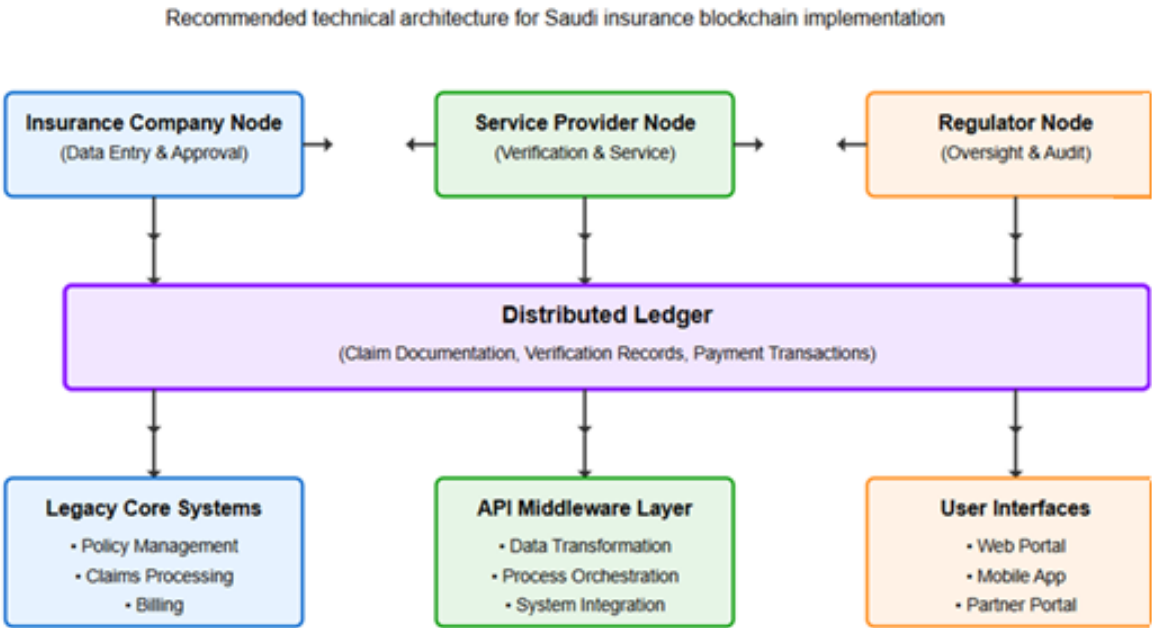 Recommended technical architecture for Saudi insurance blockchain implementation
Insurance Company Node
(Data Entry & Approval)
Service Provider Node
(Verification & Service)
Regulator Node
(Oversight & Audit)
Distributed Ledger
(Claim Documentation, Verification Records, Payment Transactions)
Legacy Core Systems
• Policy Management
• Claims Processing
• Billing
API Middleware Layer
• Data Transformation
• Process Orchestration
• System Integration
User Interfaces
• Web Portal
• Mobile App
• Partner Portal